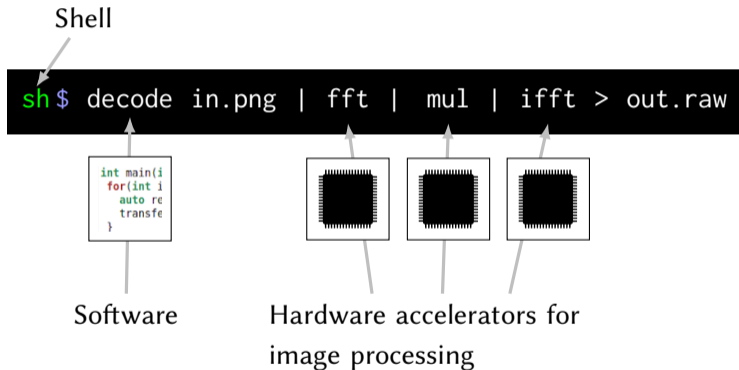 Shell
sh$ decode in.png | fft | mul | ifft > out.raw
int main(i
for(int i
auto re
transfe
}
Software
Hardware accelerators for
image processing